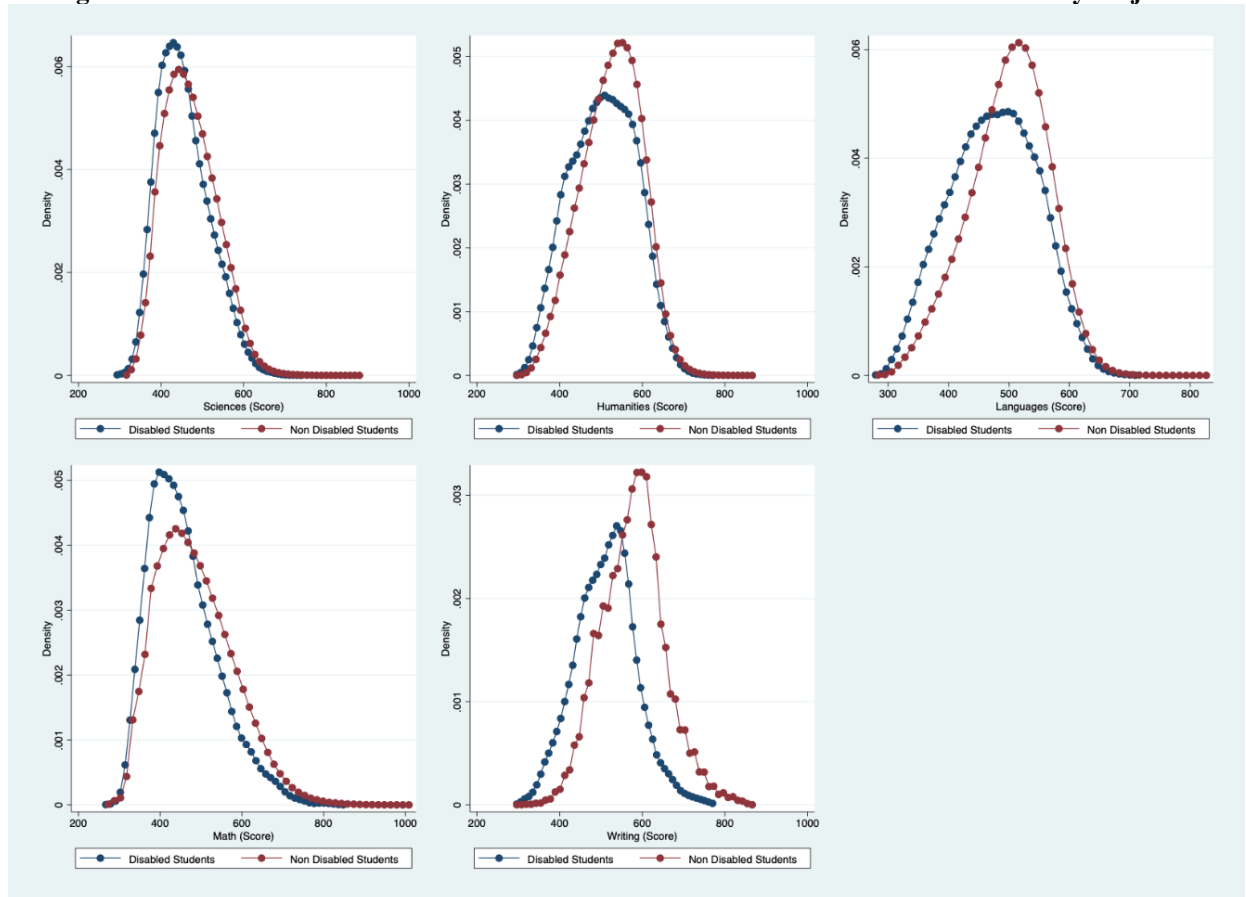 Density
.006
.004
.002
0
200
400
600
800
1000
Sciences (Score)
Disabled Students
Non Disabled Students
Density
.005
.004
.003
.002
.001
0
200
400
600
800
1000
Humanities (Score)
Disabled Students
Non Disabled Students
Density
.006
.004
.002
0
300
400
500
600
700
800
Languages (Score)
Disabled Students
Non Disabled Students
Density
.005
.004
.003
.002
.001
0
200
400
600
800
1000
Math (Score)
Disabled Students
Non Disabled Students
Density
.003
.002
.001
0
200
400
600
800
1000
Writing (Score)
Disabled Students
Non Disabled Students